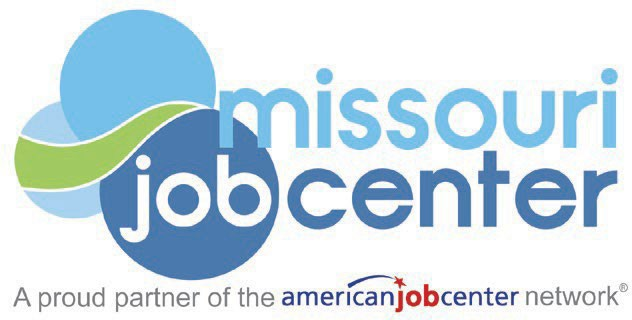 missouri
jobcenter
A proud partner of the americanjobcenter network®